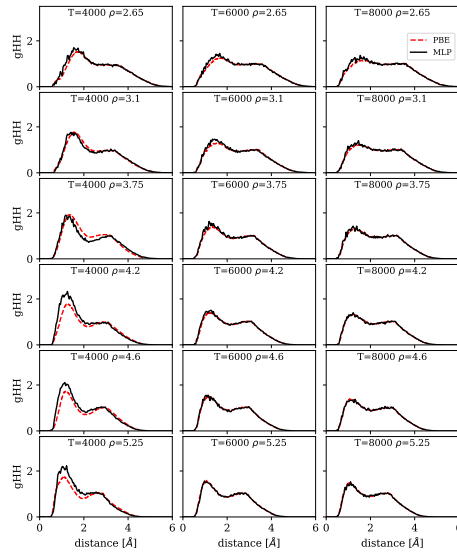 T=4000 ρ=2.65 T=6000 ρ=2.65 T=8000 ρ=2.65
gHH 2 0
PBE
MLP
T=4000 ρ=3.1 T=6000 ρ=3.1 T=8000 ρ=3.1
gHH 2 0
T=4000 ρ=3.75 T=6000 ρ=3.75 T=8000 ρ=3.75
gHH 2 0
T=4000 ρ=4.2 T=6000 ρ=4.2 T=8000 ρ=4.2
gHH 2 0
T=4000 ρ=4.6 T=6000 ρ=4.6 T=8000 ρ=4.6
gHH 2 0
T=4000 ρ=5.25 T=6000 ρ=5.25 T=8000 ρ=5.25
gHH 2 0
0 2 4 6 0 2 4 6 0 2 4 6
distance [Å] distance [Å] distance [Å]